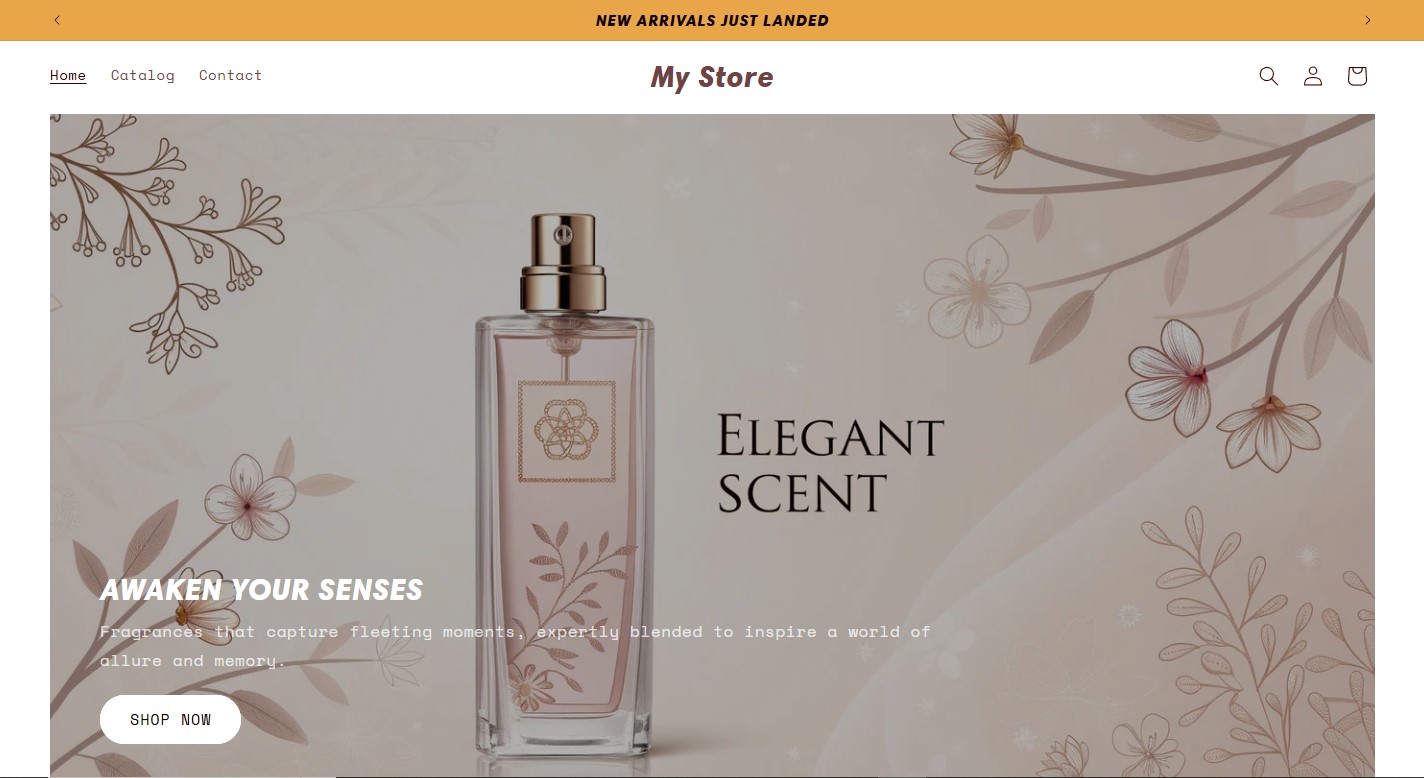 NEW ARRIVALS JUST LANDED
Home Catalog Contact
My Store
ELEGANT
SCENT
AWAKEN YOUR SENSES
Fragrances that capture fleeting moments, expertly blended to inspire a world of
allure and memory.
SHOP NOW